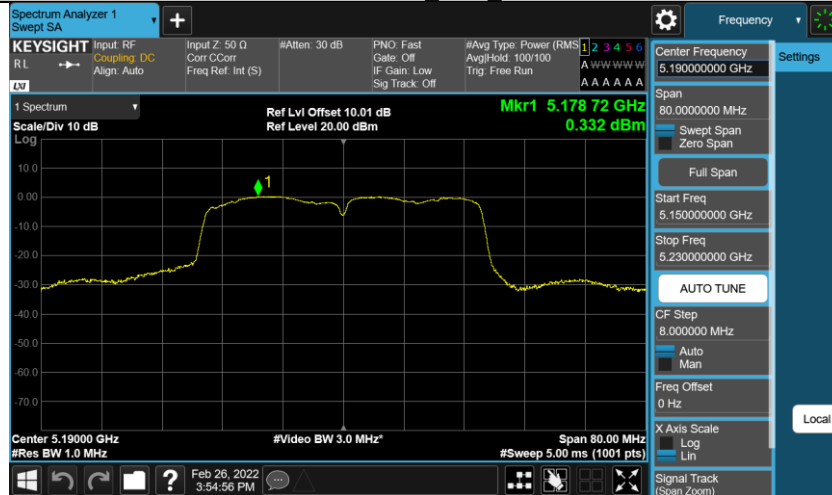 Spectrum Analyzer 1
Swept SA
Frequency
KEYSIGHT
RL
LXI
Input: RF
Coupling: DC
Align: Auto
Input Z: 50 Ω
Corr CCorr
Freq Ref: Int (S)
#Atten: 30 dB
PNO: Fast
Gate: Off
IF Gain: Low
Sig Track: Off
#Avg Type: Power (RMS
Avg|Hold: 100/100
Trig: Free Run
1 2 3 4 5 6
A W W W W W
A A A A A A
1 Spectrum
Scale/Div 10 dB
Log
Ref Lvl Offset 10.01 dB
Ref Level 20.00 dBm
Mkr1 5.178 72 GHz
0.332 dBm
1
10.0
0.00
-10.0
-20.0
-30.0
-40.0
-50.0
-60.0
-70.0
Center 5.19000 GHz
#Res BW 1.0 MHz
#Video BW 3.0 MHz*
Span 80.00 MHz
#Sweep 5.00 ms (1001 pts)
Feb 26, 2022
3:54:56 PM
Center Frequency
5.190000000 GHz
Settings
Span
80.0000000 MHz
Swept Span
Zero Span
Full Span
Start Freq
5.150000000 GHz
Stop Freq
5.230000000 GHz
AUTO TUNE
CF Step
8.000000 MHz
Auto
Man
Freq Offset
0 Hz
Local
X Axis Scale
Log
Lin
Signal Track
(Span Zoom)